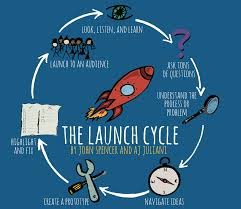 LOOK, LISTEN, AND LEARN
ASK TONS
OF QUESTIONS
UNDERSTAND THE
PROCESS OR
PROBLEM
NAVIGATE IDEAS
CREATE A PROTOTYPE
HIGHLIGHT
AND FIX
LAUNCH TO AN AUDIENCE
THE LAUNCH CYCLE
BY JOHN SPENCER AND AJ JULIANI